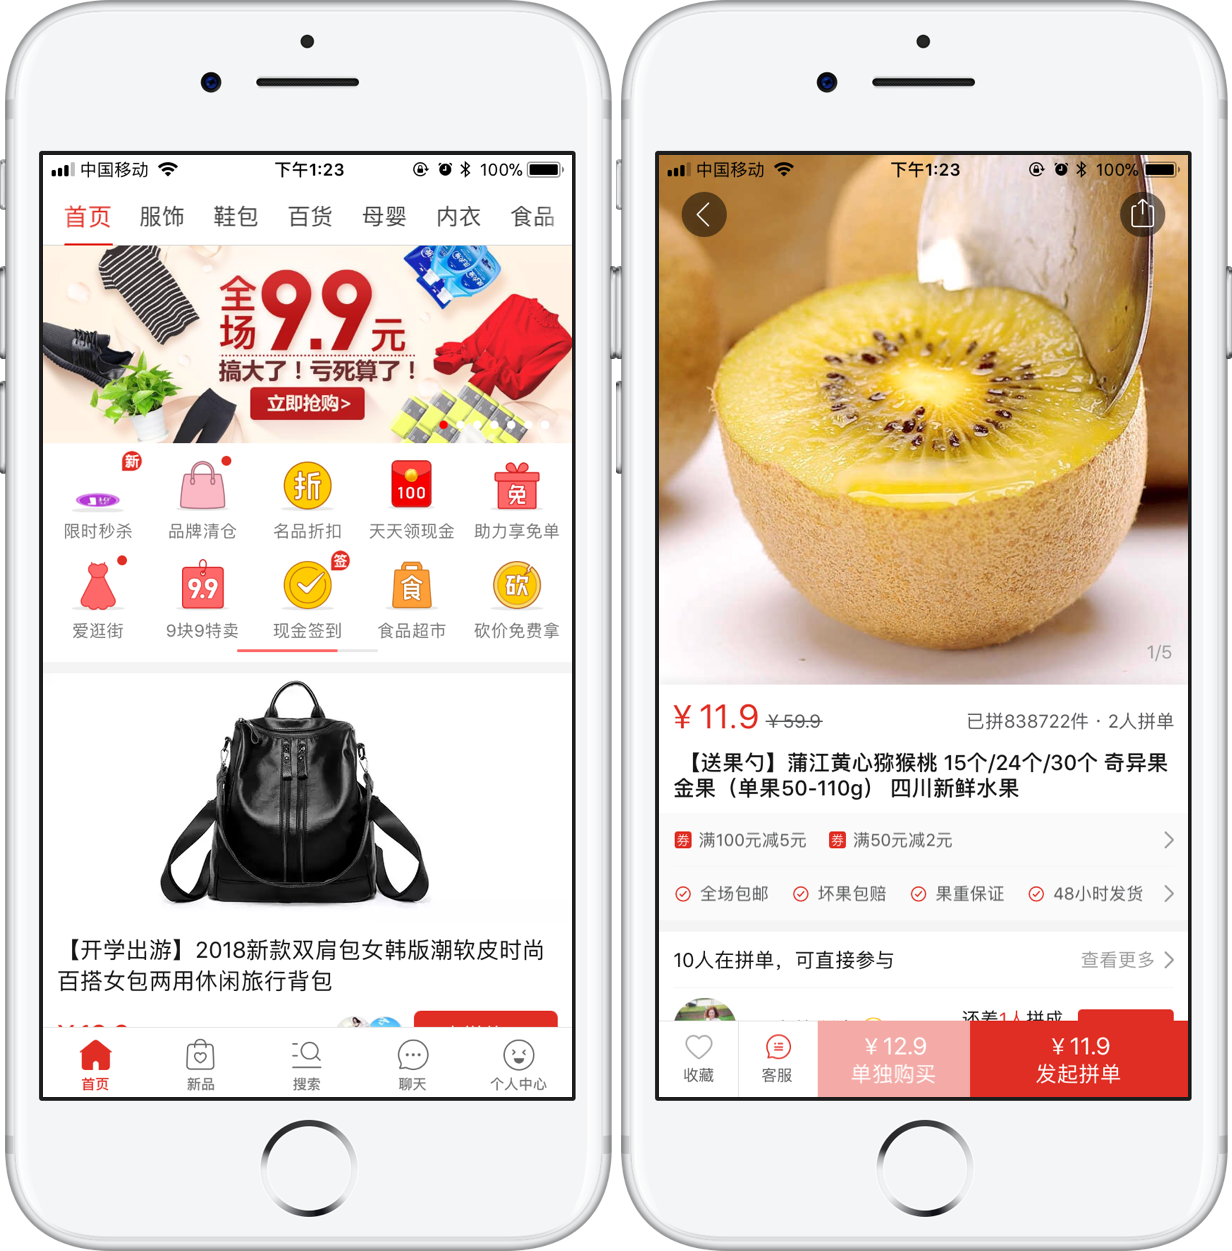 中国移动 下午1:23 100%
首页 服饰 鞋包 百货 母婴 内衣 食品
全场9.9元
搞大了！亏死算了！
立即抢购>
新
折 100 免
限时秒杀 品牌清仓 名品折扣 天天领现金 助力享免单
签
9.9 食 砍
爱逛街 9块9特卖 现金签到 食品超市 砍价免费拿
【开学出游】2018新款双肩包女韩版潮软皮时尚
百搭女包两用休闲旅行背包
首页 新品 搜索 聊天 个人中心
中国移动 下午1:23 100%
1/5
¥11.9 ¥59.9 已拼838722件 · 2人拼单
【送果勺】蒲江黄心猕猴桃 15个/24个/30个 奇异果
金果（单果50-110g） 四川新鲜水果
券 满100元减5元 券 满50元减2元
全场包邮 坏果包赔 果重保证 48小时发货
10人在拼单，可直接参与 查看更多
还差1人拼成
收藏 客服 ¥12.9 单独购买 ¥11.9 发起拼单